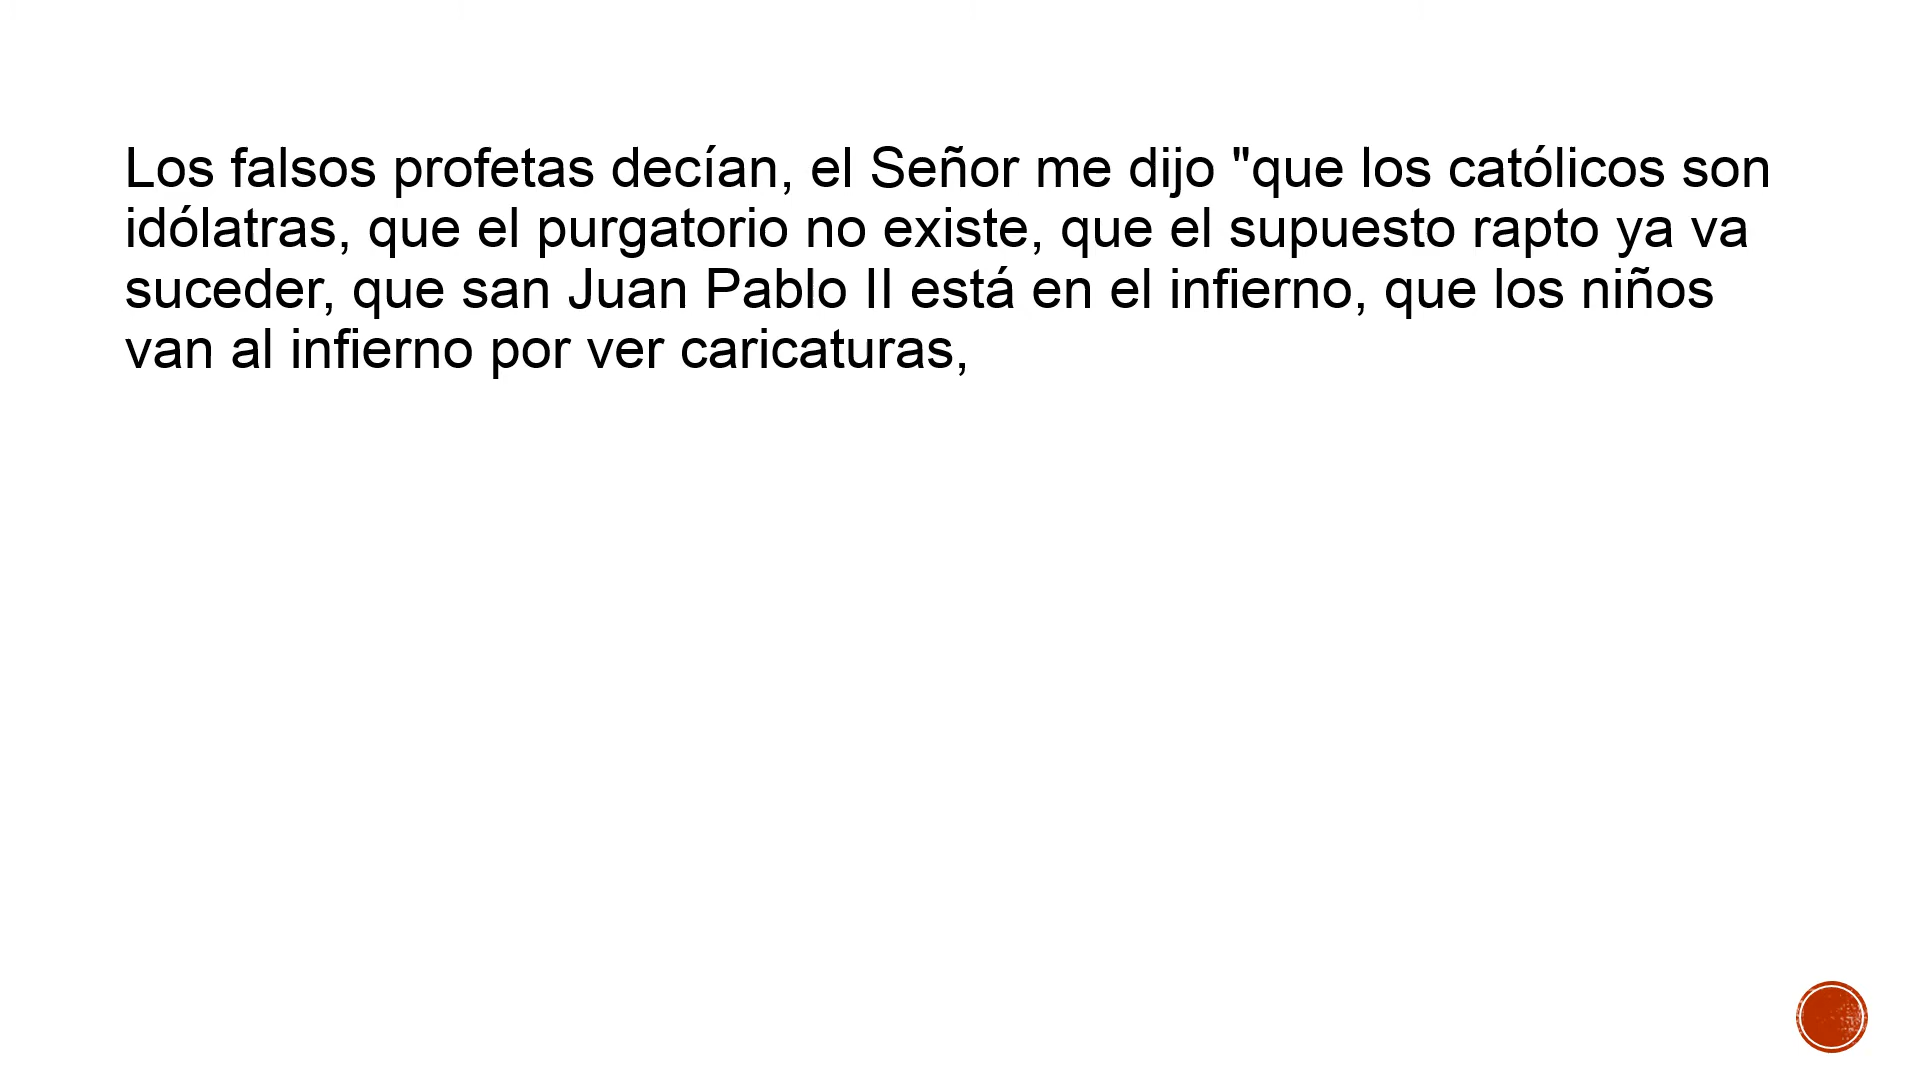 Los falsos profetas decían, el Señor me dijo "que los católicos son
idólatras, que el purgatorio no existe, que el supuesto rapto ya va
suceder, que san Juan Pablo II está en el infierno, que los niños
van al infierno por ver caricaturas,